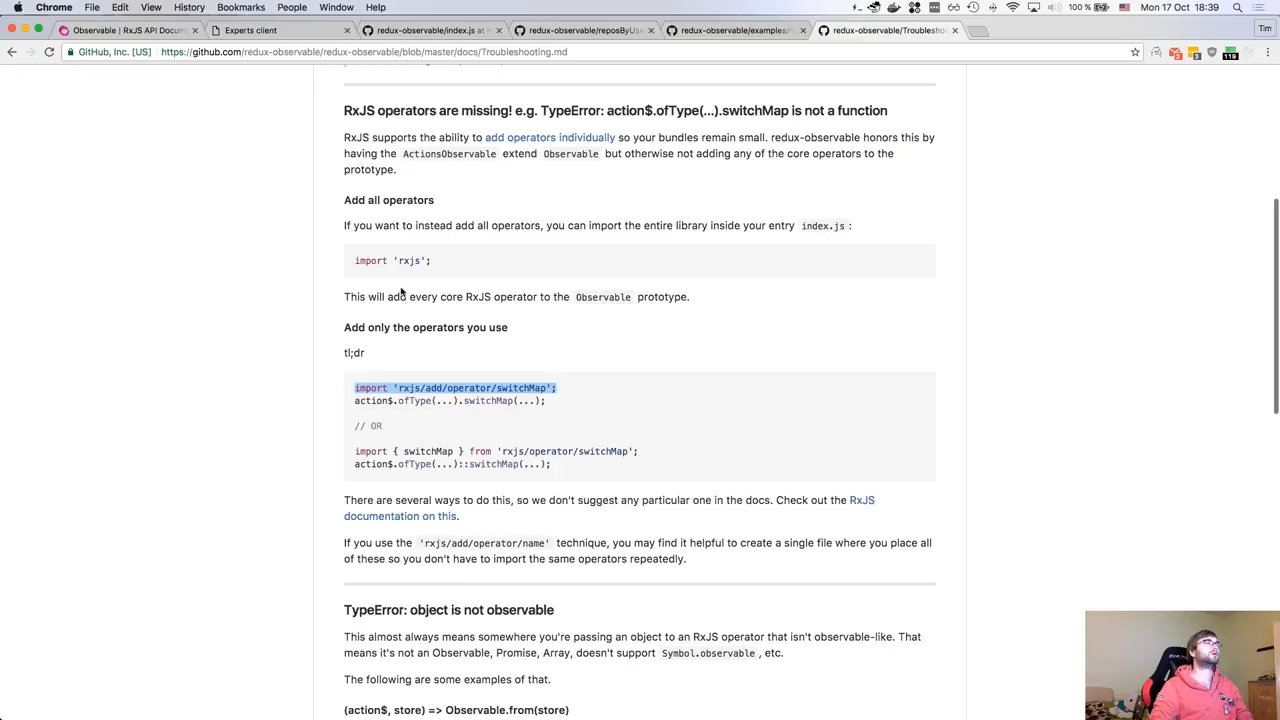 Chrome File Edit View History Bookmarks People Window Help 100 % Mon 17 Oct 18:39
Observable | RxJS API Docum
Experts client
redux-observable/index.js at
redux-observable/reposByUse
redux-observable/examples/
redux-observable/Troublesho
Tim
GitHub, Inc. [US] https://github.com/redux-observable/redux-observable/blob/master/docs/Troubleshooting.md
RxJS operators are missing! e.g. TypeError: action$.ofType(...).switchMap is not a function
RxJS supports the ability to add operators individually so your bundles remain small. redux-observable honors this by
having the ActionsObservable extend Observable but otherwise not adding any of the core operators to the
prototype.
Add all operators
If you want to instead add all operators, you can import the entire library inside your entry index.js :
import 'rxjs';
This will add every core RxJS operator to the Observable prototype.
Add only the operators you use
tl;dr
import 'rxjs/add/operator/switchMap';
action$.ofType(...).switchMap(...);
// OR
import { switchMap } from 'rxjs/operator/switchMap';
action$.ofType(...)::switchMap(...);
There are several ways to do this, so we don't suggest any particular one in the docs. Check out the RxJS
documentation on this.
If you use the 'rxjs/add/operator/name' technique, you may find it helpful to create a single file where you place all
of these so you don't have to import the same operators repeatedly.
TypeError: object is not observable
This almost always means somewhere you're passing an object to an RxJS operator that isn't observable-like. That
means it's not an Observable, Promise, Array, doesn't support Symbol.observable , etc.
The following are some examples of that.
(action$, store) => Observable.from(store)